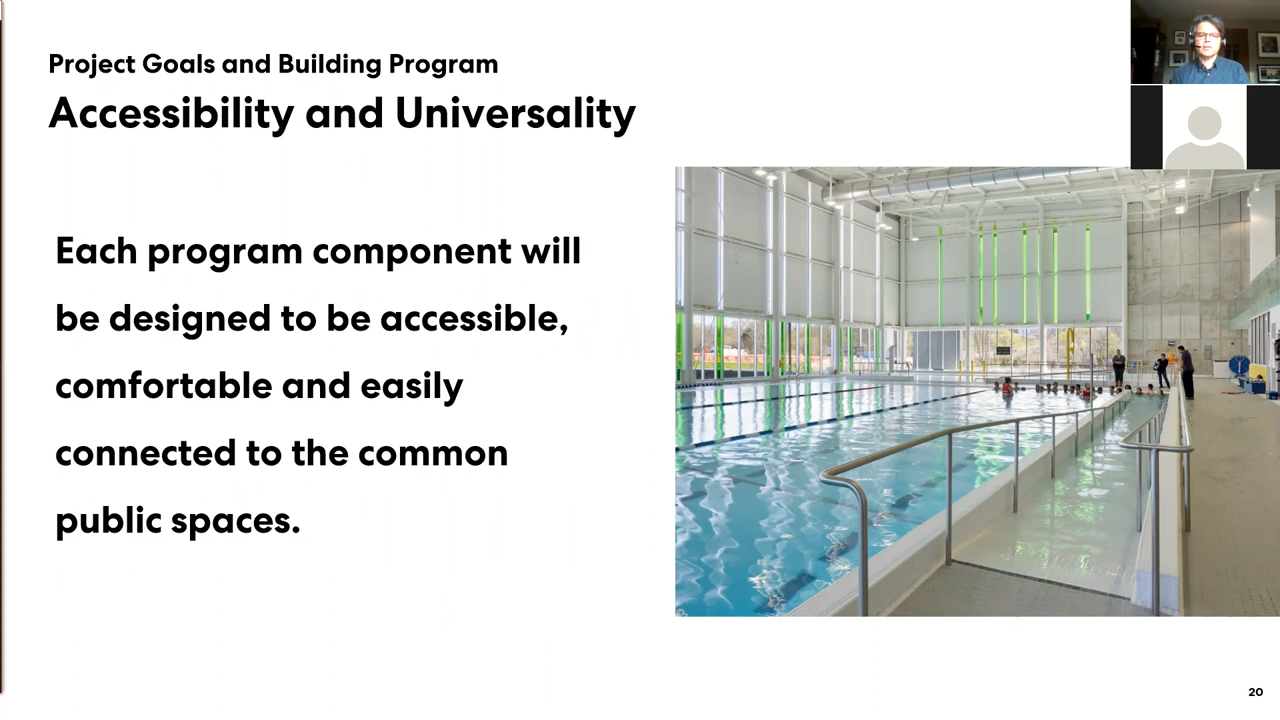 Project Goals and Building Program
Accessibility and Universality
Each program component will
be designed to be accessible,
comfortable and easily
connected to the common
public spaces.
20